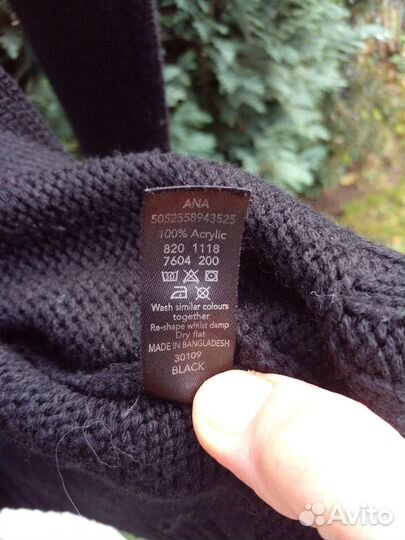 ANA
5052558943525
100% Acrylic
820 1118
7604 200
Wash similar colours
together
Re-shape whilst damp
Dry flat
MADE IN BANGLADESH
30109
BLACK
Avito